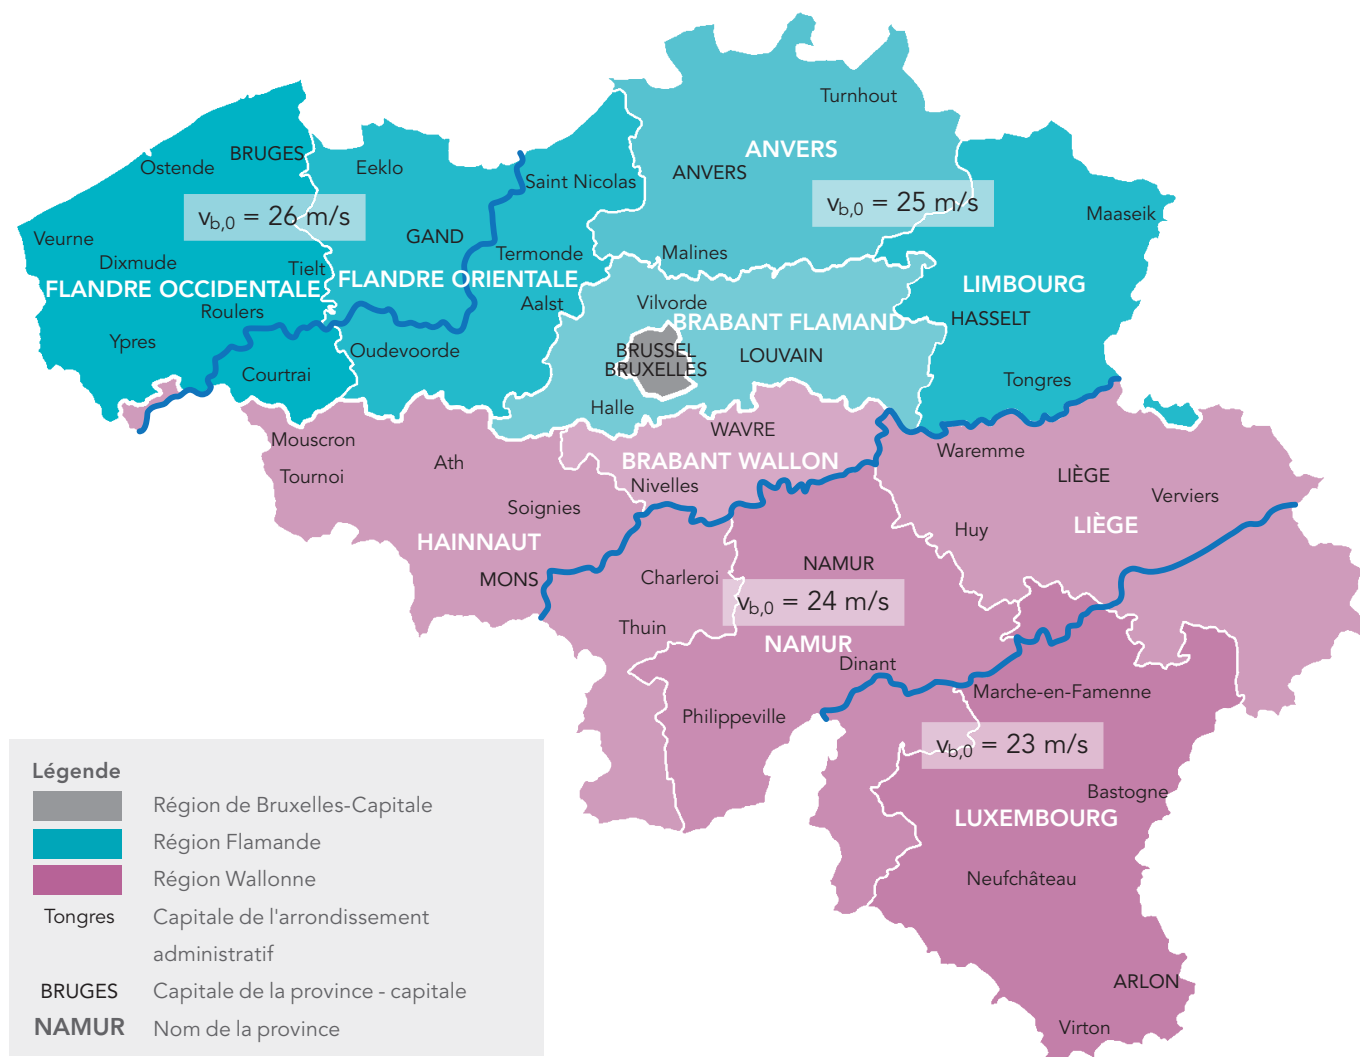 Turnhout
BRUGES
ANVERS
Ostende
Eeklo
ANVERS
Saint Nicolas
v_b,0 = 26 m/s
v_b,0 = 25 m/s
Maaseik
Veurne
GAND
Termonde
Malines
Dixmude
Tielt
FLANDRE OCCIDENTALE
FLANDRE ORIENTALE
LIMBOURG
Aalst
Vilvorde
Roulers
BRABANT FLAMAND
HASSELT
Ypres
Oudevoorde
BRUSSEL
BRUXELLES
LOUVAIN
Courtrai
Tongres
Halle
WAVRE
Mouscron
Waremme
Ath
BRABANT WALLON
LIÈGE
Tournoi
Nivelles
Verviers
Soignies
Huy
LIÈGE
HAINNAUT
MONS
Charleroi
NAMUR
v_b,0 = 24 m/s
Thuin
NAMUR
Dinant
Marche-en-Famenne
Philippeville
v_b,0 = 23 m/s
Bastogne
LUXEMBOURG
Neufchâteau
ARLON
Virton
Légende
Région de Bruxelles-Capitale
Région Flamande
Région Wallonne
Tongres Capitale de l'arrondissement
administratif
BRUGES Capitale de la province - capitale
NAMUR Nom de la province